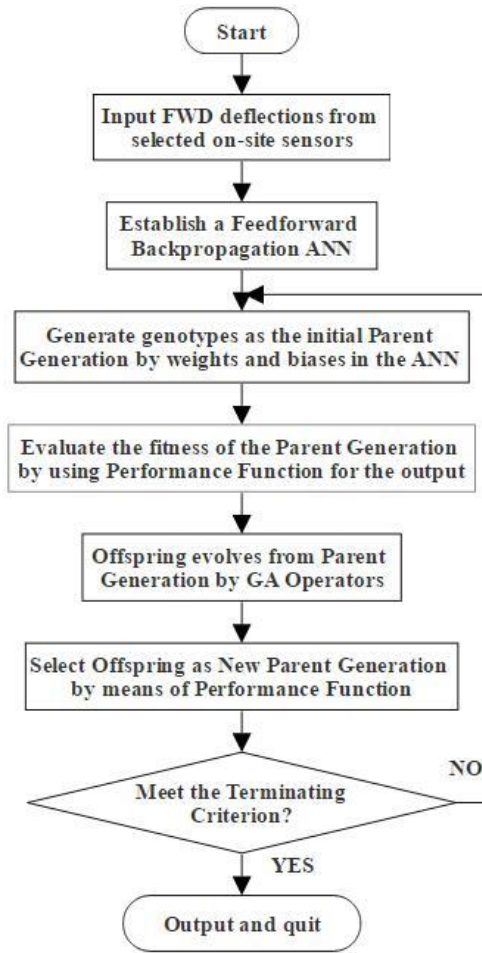 Start
Input FWD deflections from
selected on-site sensors
Establish a Feedforward
Backpropagation ANN
Generate genotypes as the initial Parent
Generation by weights and biases in the ANN
Evaluate the fitness of the Parent Generation
by using Performance Function for the output
Offspring evolves from Parent
Generation by GA Operators
Select Offspring as New Parent Generation
by means of Performance Function
NO
Meet the Terminating
Criterion?
YES
Output and quit